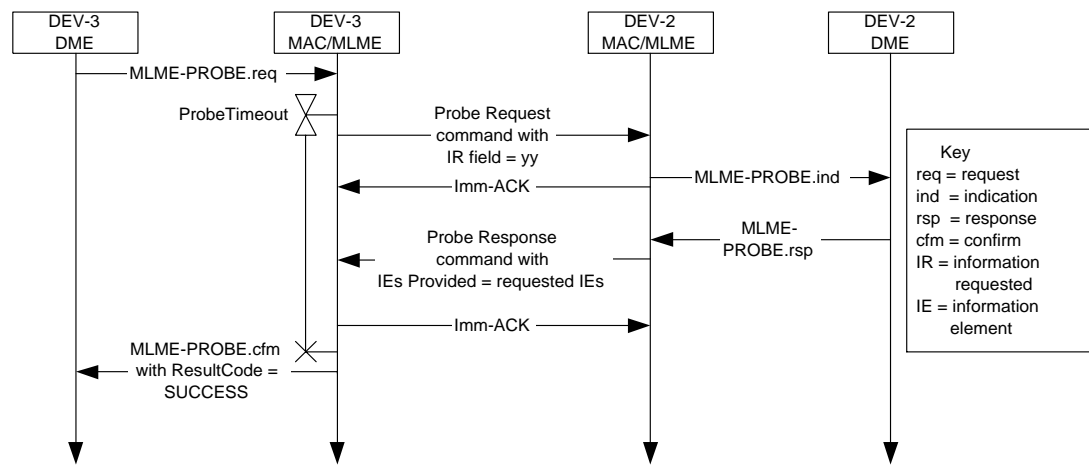 DEV-3
DME
DEV-3
MAC/MLME
DEV-2
MAC/MLME
DEV-2
DME
MLME-PROBE.req
ProbeTimeout
Probe Request
command with
IR field = yy
MLME-PROBE.ind
Imm-ACK
MLME-
PROBE.rsp
Probe Response
command with
IEs Provided = requested IEs
Imm-ACK
MLME-PROBE.cfm
with ResultCode =
SUCCESS
Key
req = request
ind = indication
rsp = response
cfm = confirm
IR = information
requested
IE = information
element